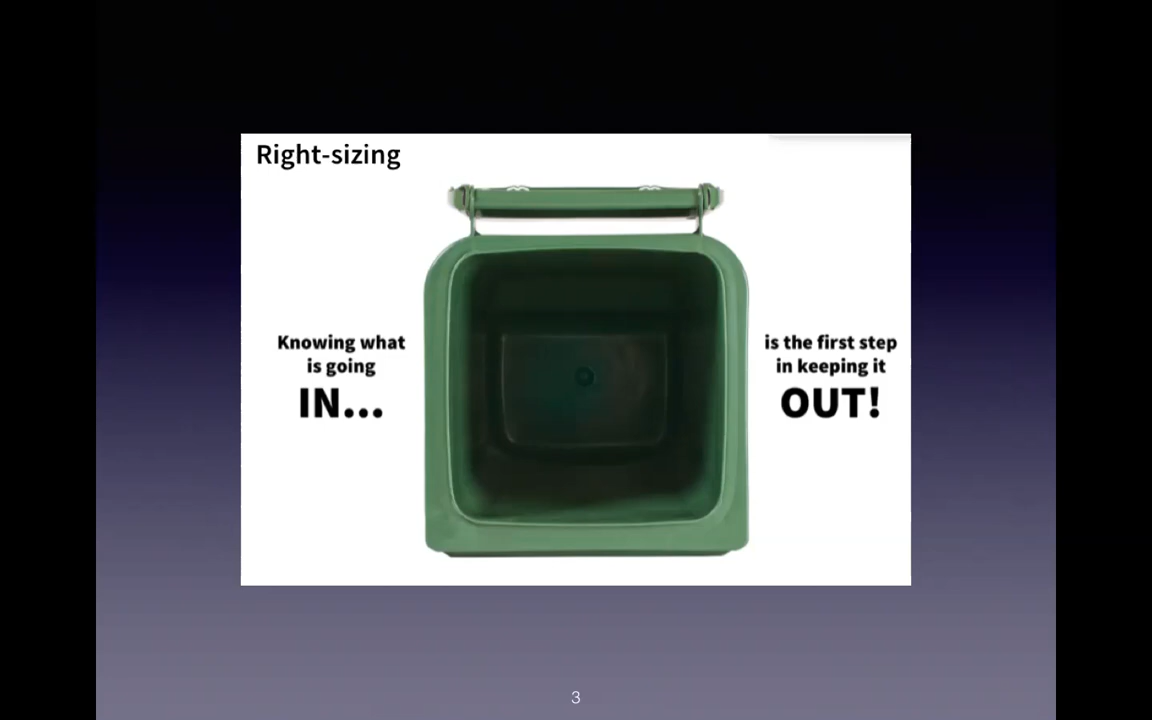 Right-sizing
Knowing what
is going
IN...
is the first step
in keeping it
OUT!
3